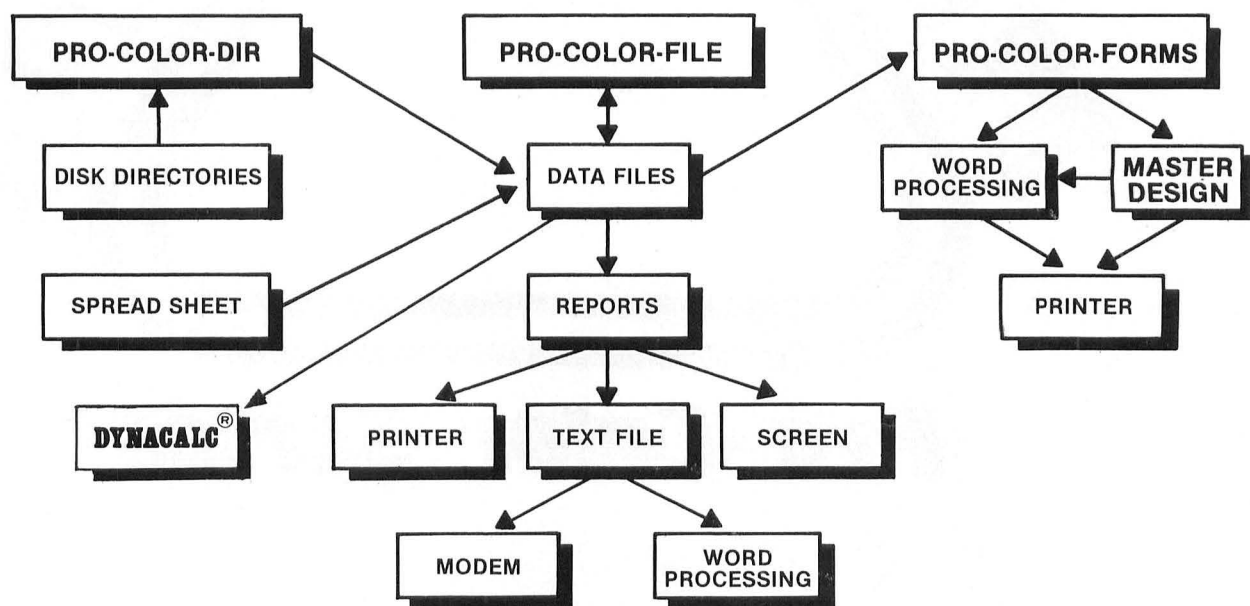 PRO-COLOR-DIR
PRO-COLOR-FILE
PRO-COLOR-FORMS
DISK DIRECTORIES
DATA FILES
WORD
PROCESSING
MASTER
DESIGN
SPREAD SHEET
REPORTS
PRINTER
DYNACALC®
PRINTER
TEXT FILE
SCREEN
MODEM
WORD
PROCESSING